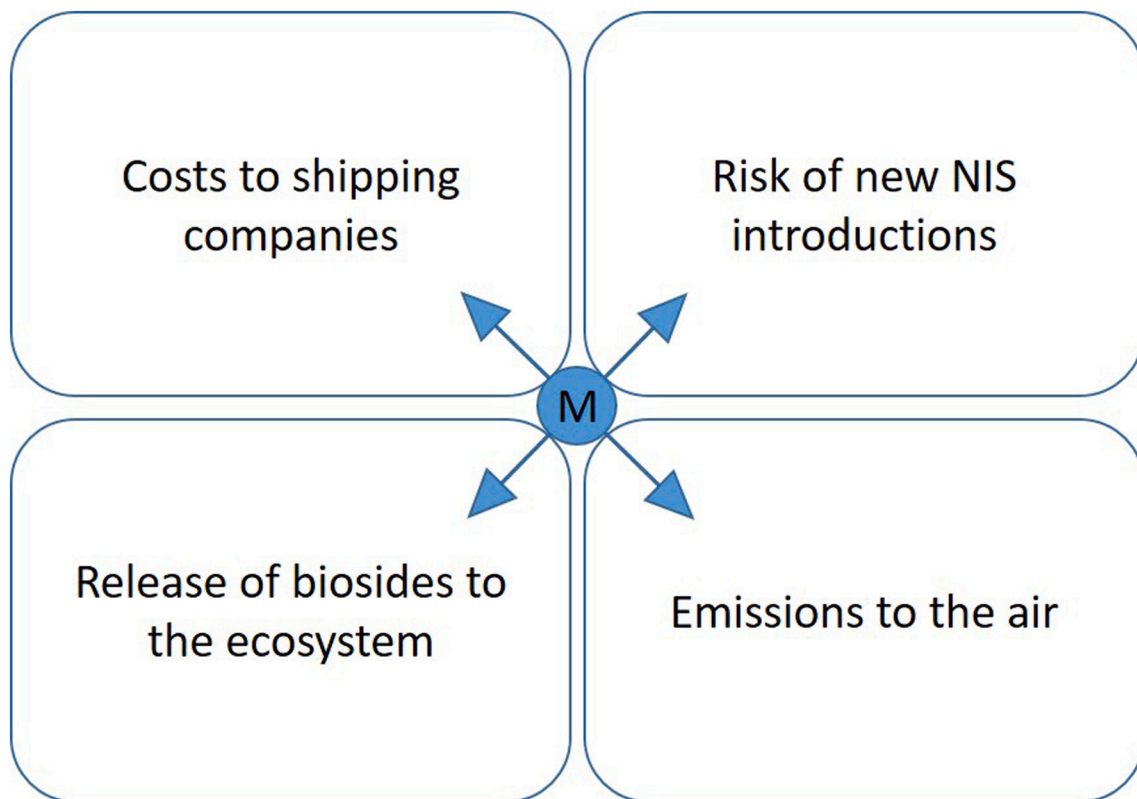 Costs to shipping
companies
Risk of new NIS
introductions
M
Release of biosides to
the ecosystem
Emissions to the air